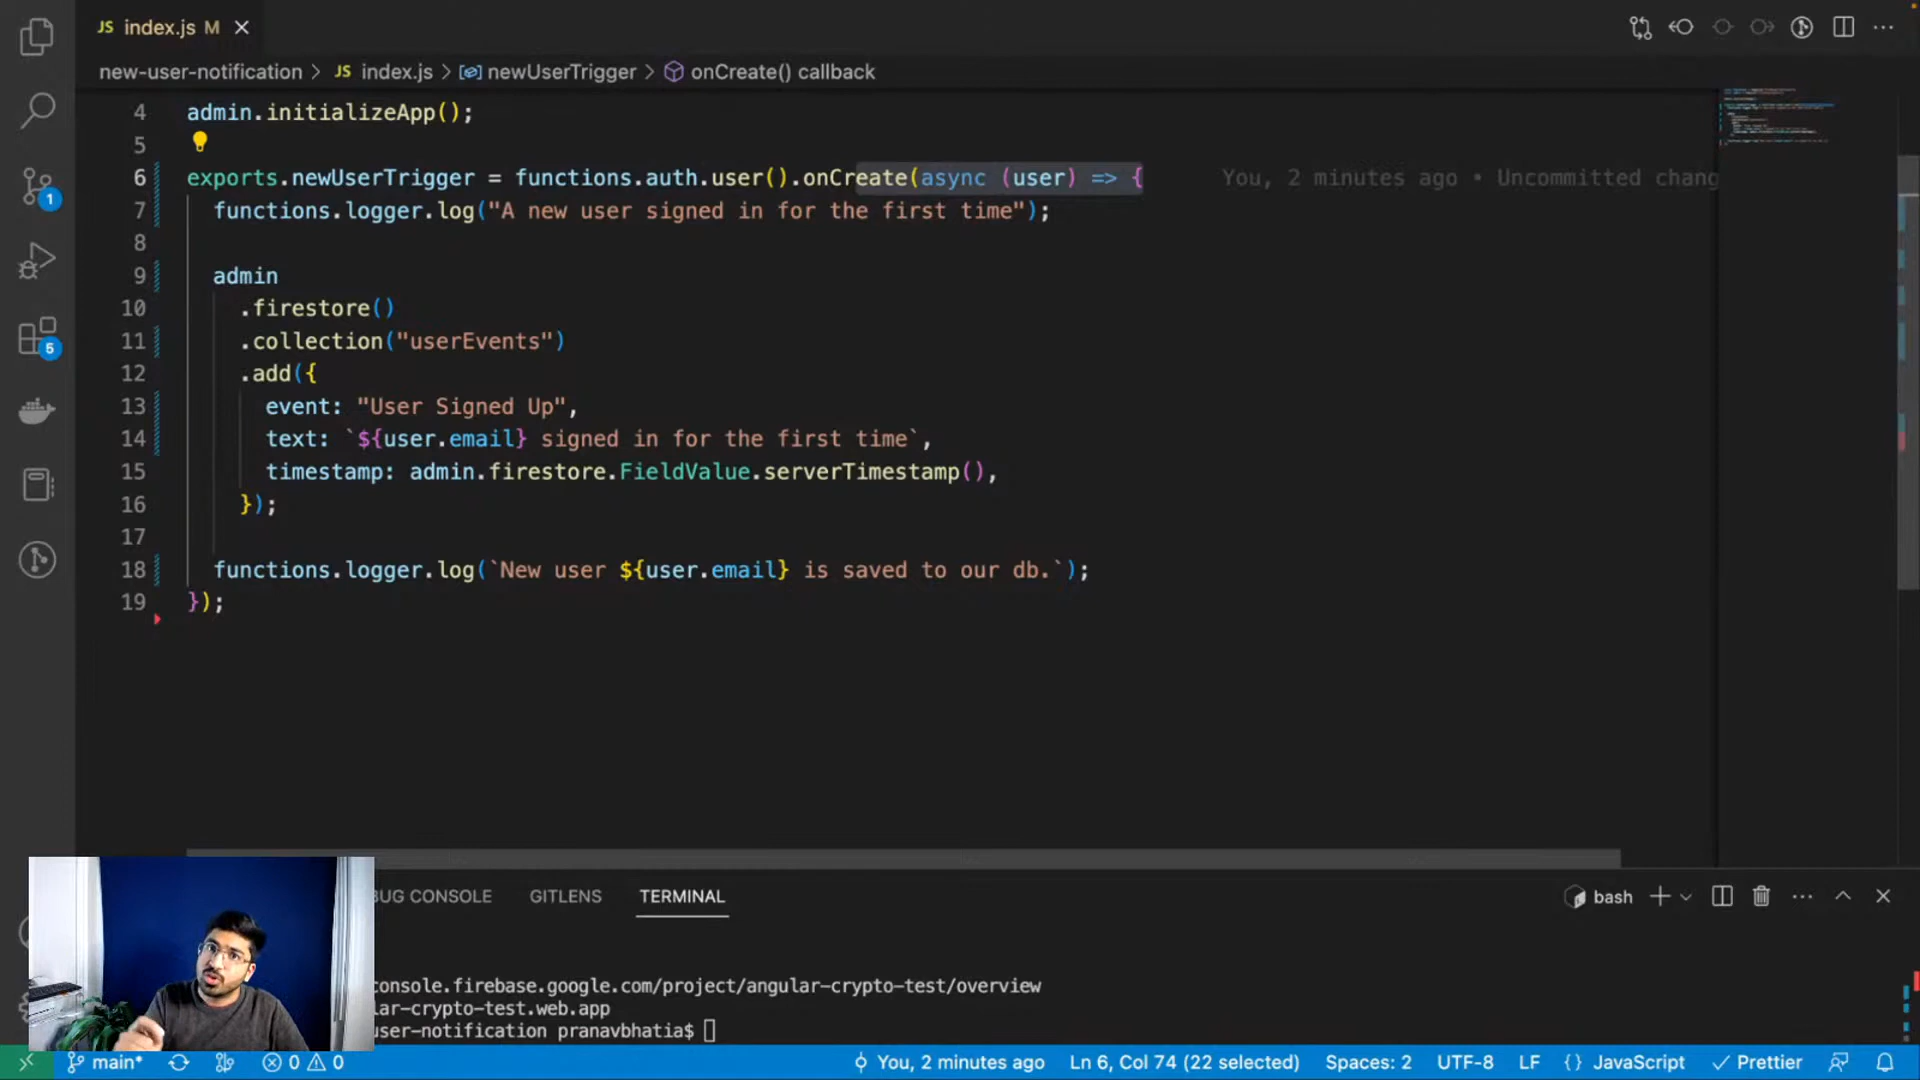 JS index.js M
new-user-notification > JS index.js > newUserTrigger > onCreate() callback
4 admin.initializeApp();
5
6 exports.newUserTrigger = functions.auth.user().onCreate(async (user) => { You, 2 minutes ago • Uncommitted chang
7 functions.logger.log("A new user signed in for the first time");
8
9 admin
10 .firestore()
11 .collection("userEvents")
12 .add({
13 event: "User Signed Up",
14 text: `${user.email} signed in for the first time`,
15 timestamp: admin.firestore.FieldValue.serverTimestamp(),
16 });
17
18 functions.logger.log(`New user ${user.email} is saved to our db.`);
19 });
1
5
BUG CONSOLE GITLENS TERMINAL bash
console.firebase.google.com/project/angular-crypto-test/overview
lar-crypto-test.web.app
user-notification pranavbhatia$
main* 0 0 You, 2 minutes ago Ln 6, Col 74 (22 selected) Spaces: 2 UTF-8 LF {} JavaScript Prettier